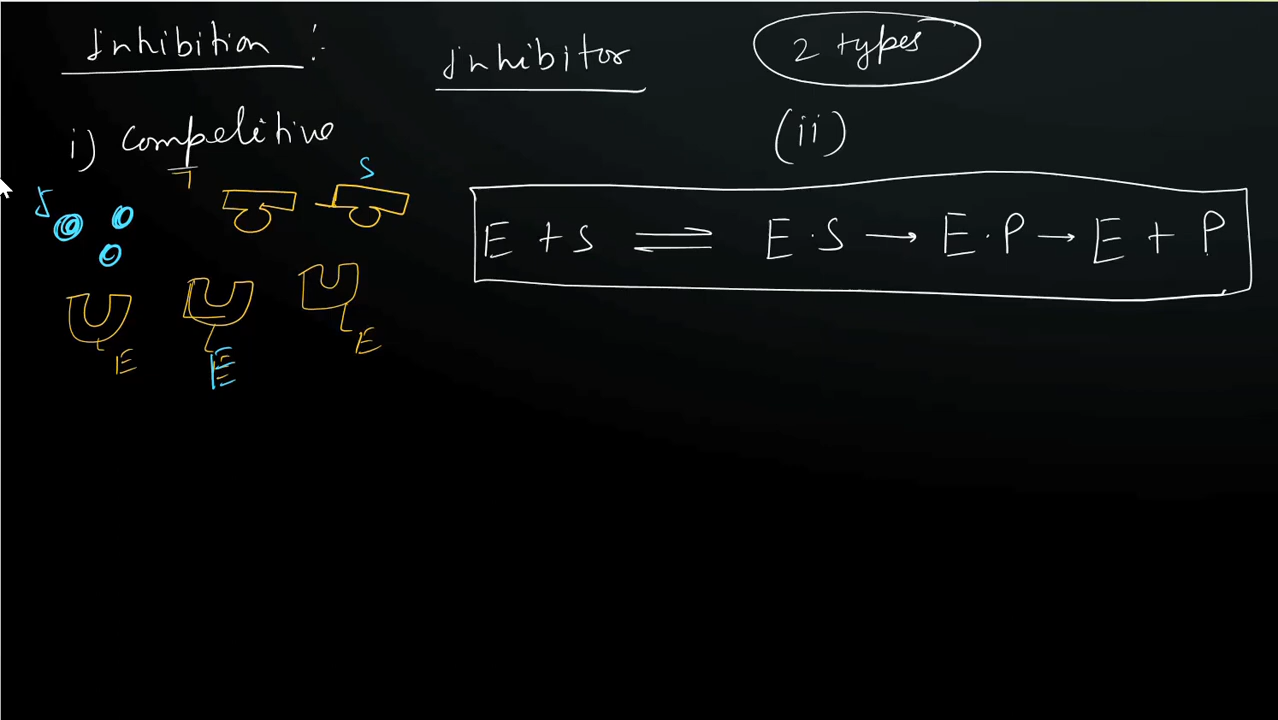 Inhibition :
Inhibitor
2 types
i) Competitive
(ii)
I
S
E + S ⇌ E·S → E·P → E + P
E
E
E